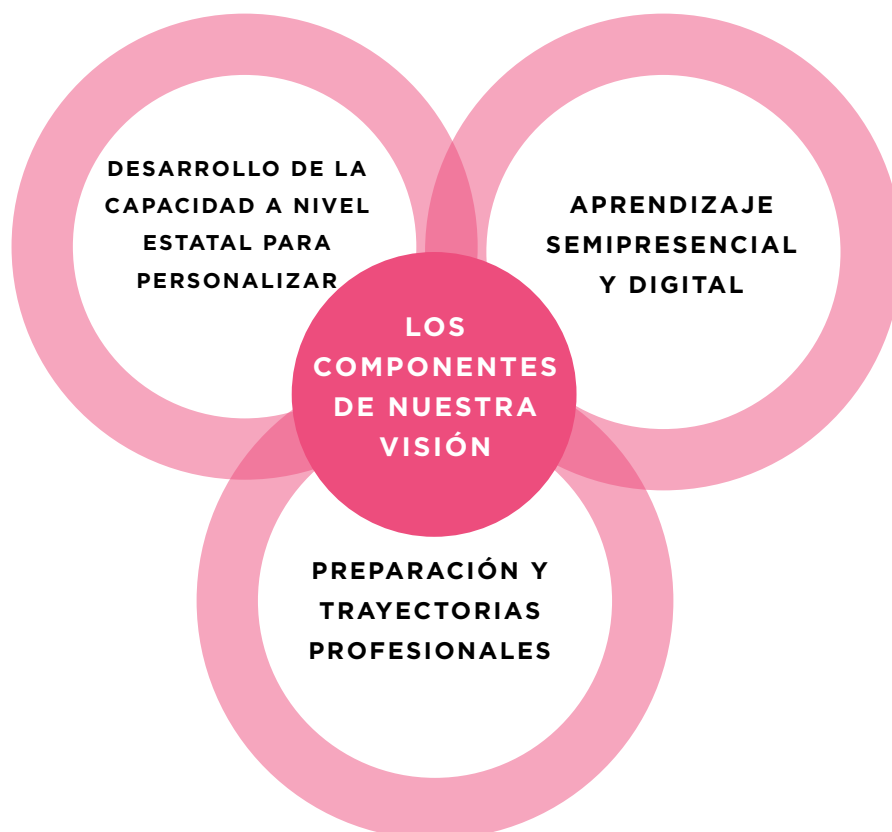 DESARROLLO DE LA
CAPACIDAD A NIVEL
ESTATAL PARA
PERSONALIZAR
APRENDIZAJE
SEMIPRESENCIAL
Y DIGITAL
LOS
COMPONENTES
DE NUESTRA
VISIÓN
PREPARACIÓN Y
TRAYECTORIAS
PROFESIONALES